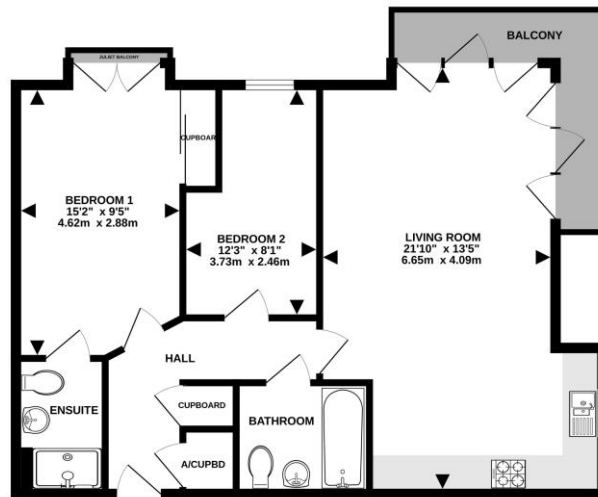 JULIET BALCONY
BALCONY
CUPBOAR
BEDROOM 1
15'2" x 9'5"
4.62m x 2.88m
BEDROOM 2
12'3" x 8'1"
3.73m x 2.46m
LIVING ROOM
21'10" x 13'5"
6.65m x 4.09m
HALL
ENSUITE
CUPBOARD
BATHROOM
A/CUPBD